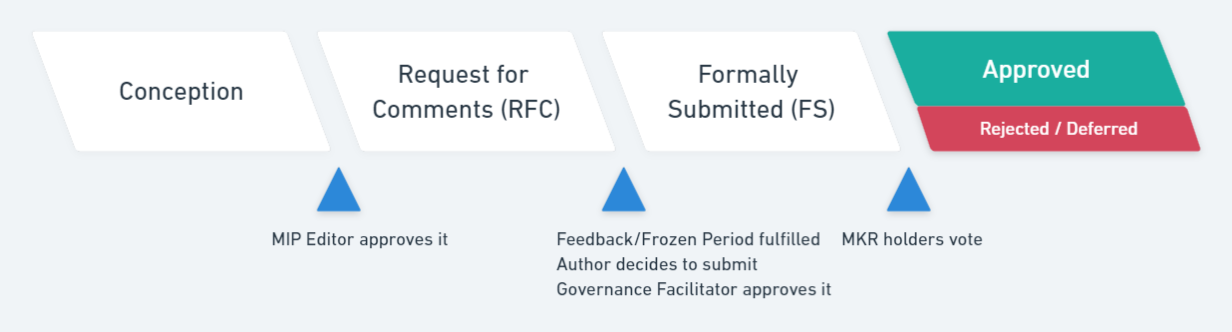 Conception
Request for
Comments (RFC)
Formally
Submitted (FS)
Approved
Rejected / Deferred
MIP Editor approves it
Feedback/Frozen Period fulfilled
Author decides to submit
Governance Facilitator approves it
MKR holders vote